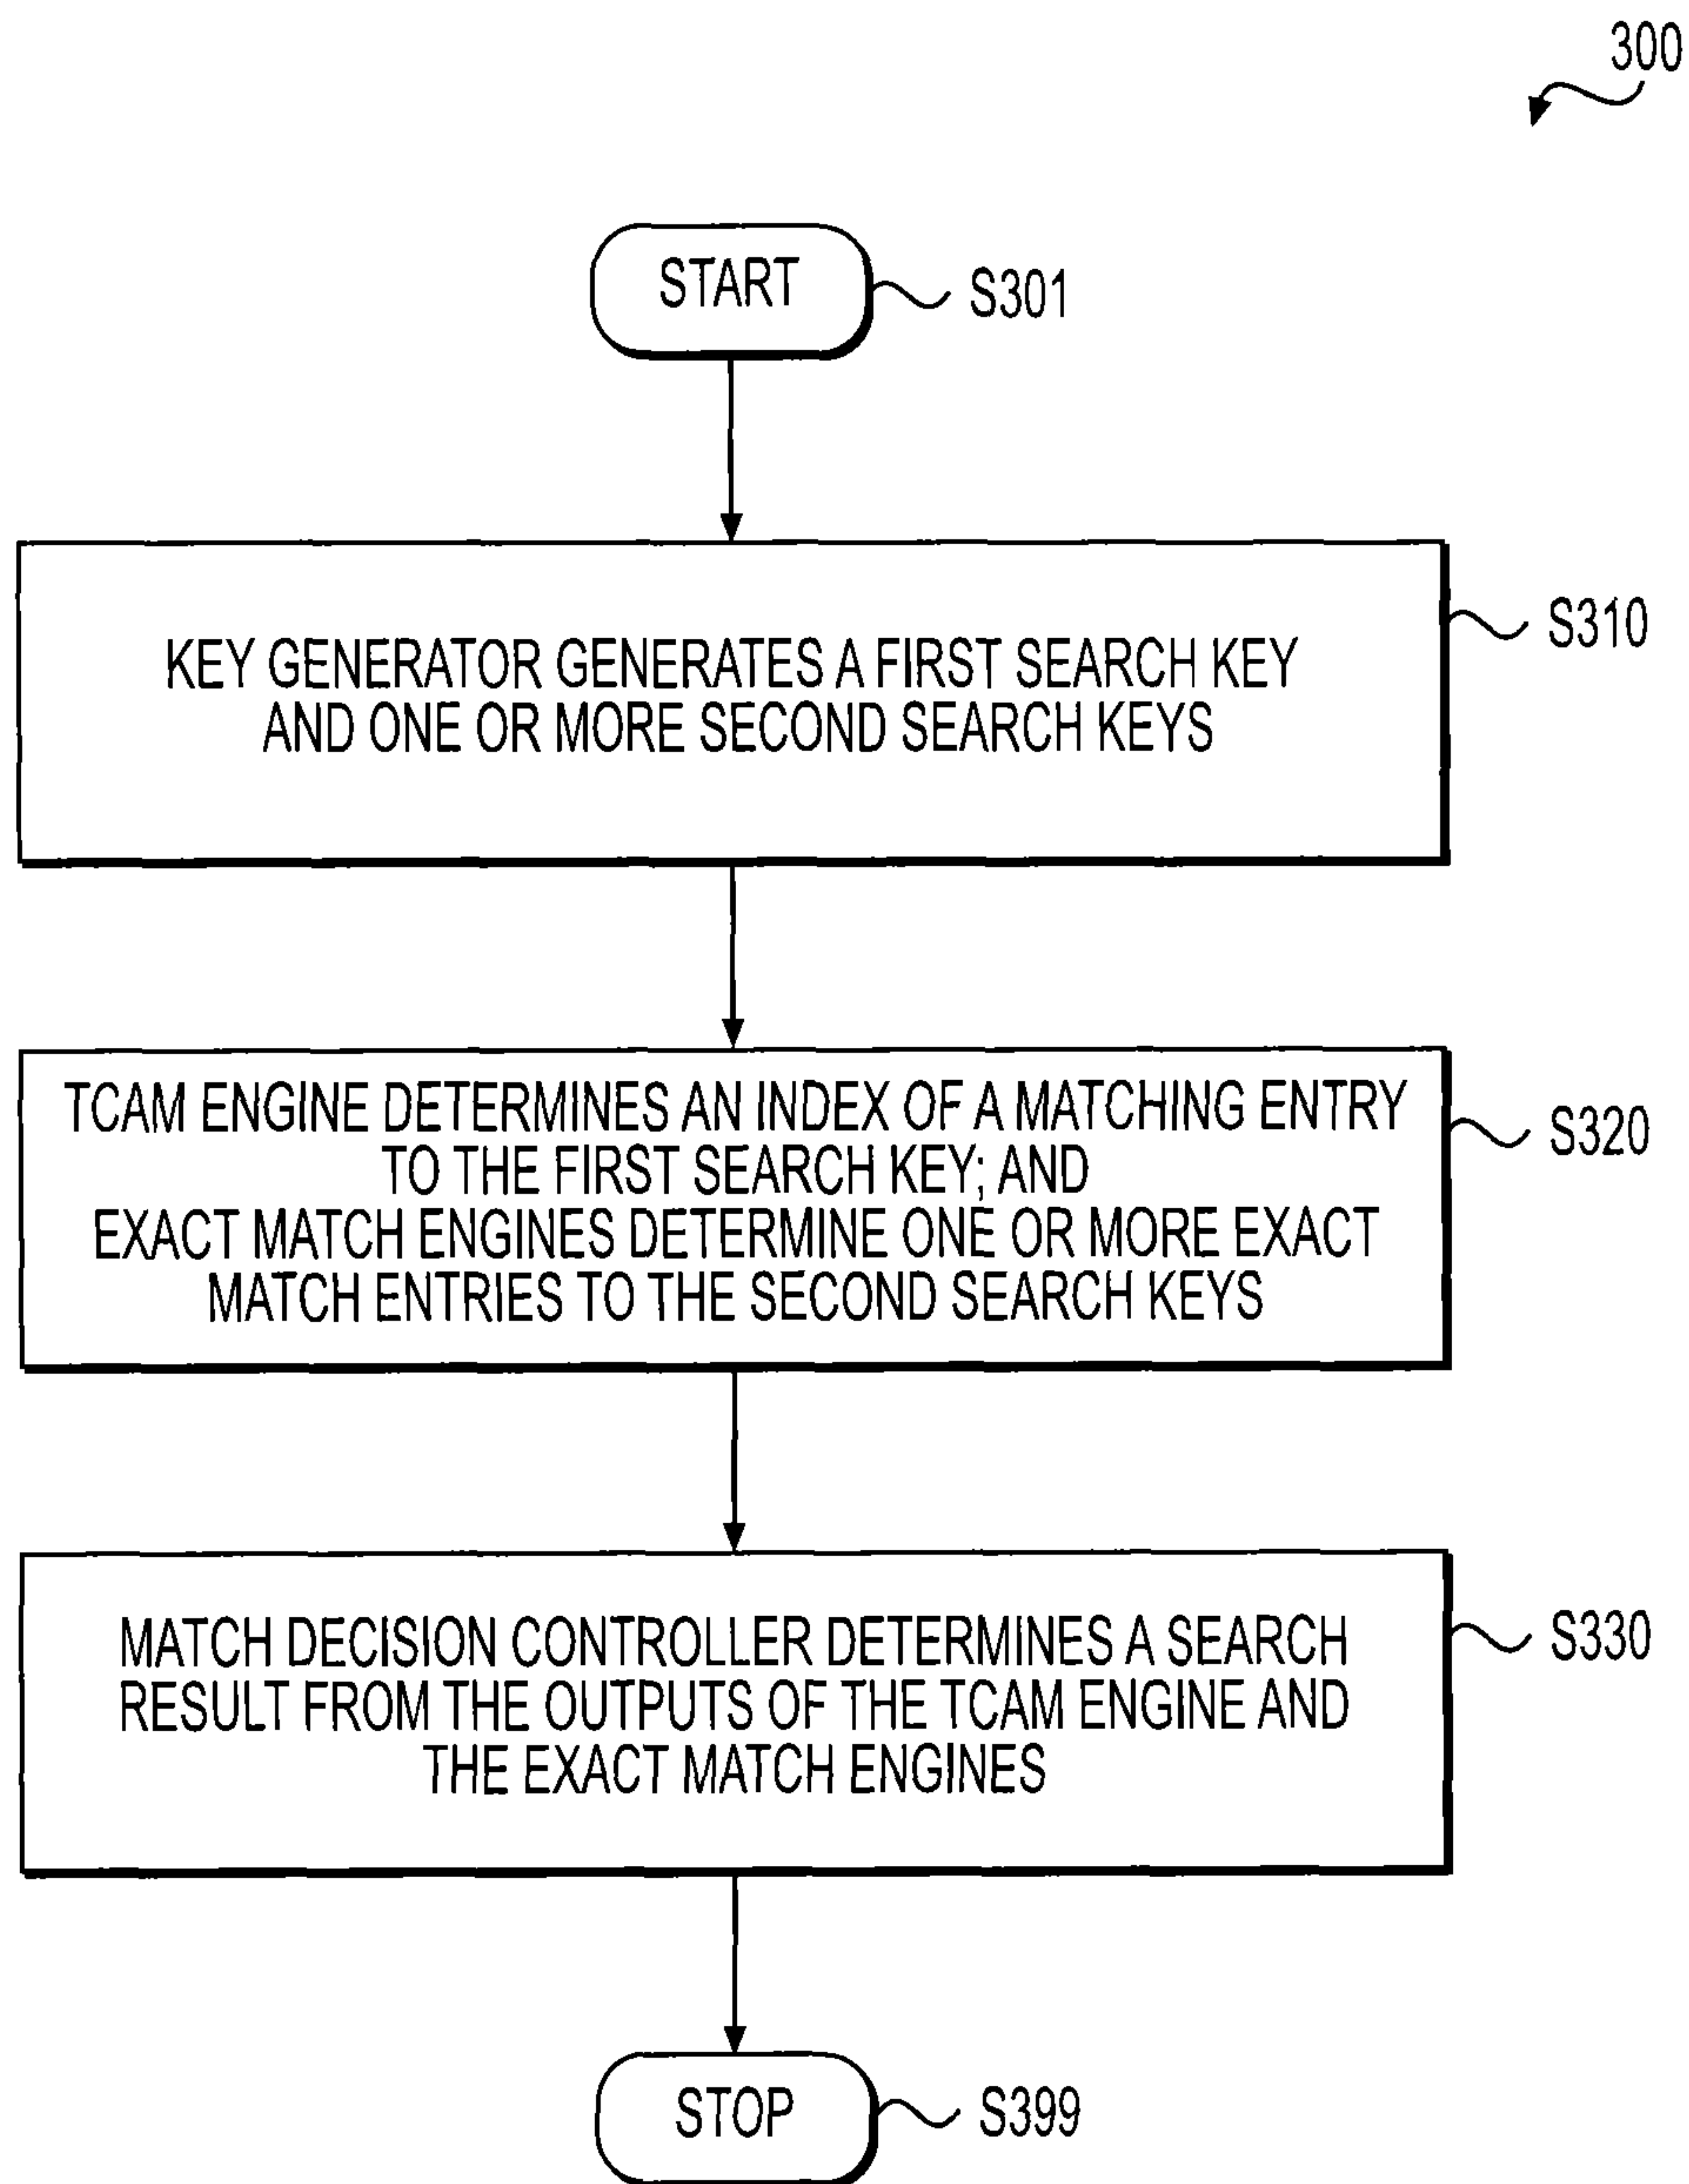 300
START
S301
KEY GENERATOR GENERATES A FIRST SEARCH KEY
AND ONE OR MORE SECOND SEARCH KEYS
S310
TCAM ENGINE DETERMINES AN INDEX OF A MATCHING ENTRY
TO THE FIRST SEARCH KEY; AND
EXACT MATCH ENGINES DETERMINE ONE OR MORE EXACT
MATCH ENTRIES TO THE SECOND SEARCH KEYS
S320
MATCH DECISION CONTROLLER DETERMINES A SEARCH
RESULT FROM THE OUTPUTS OF THE TCAM ENGINE AND
THE EXACT MATCH ENGINES
S330
STOP
S399